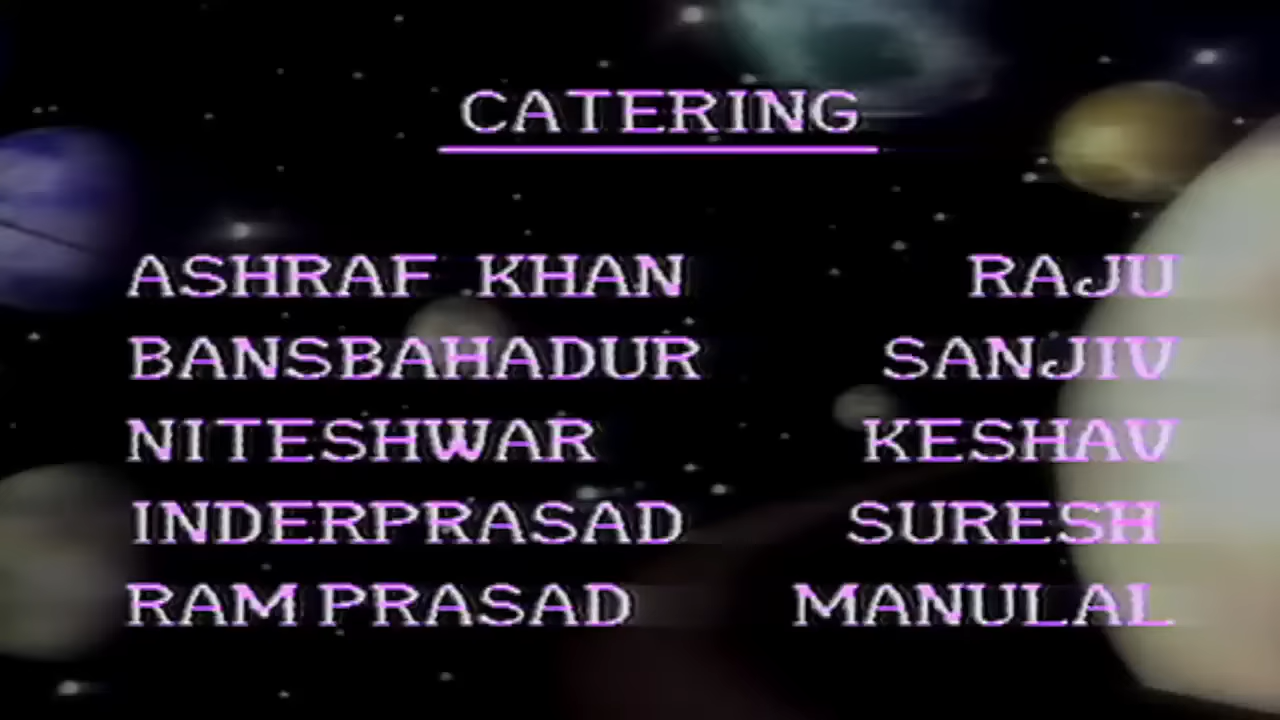 CATERING
ASHRAF KHAN RAJU
BANSBAHADUR SANJIV
NITESHWAR KESHAV
INDERPRASAD SURESH
RAM PRASAD MANULAL